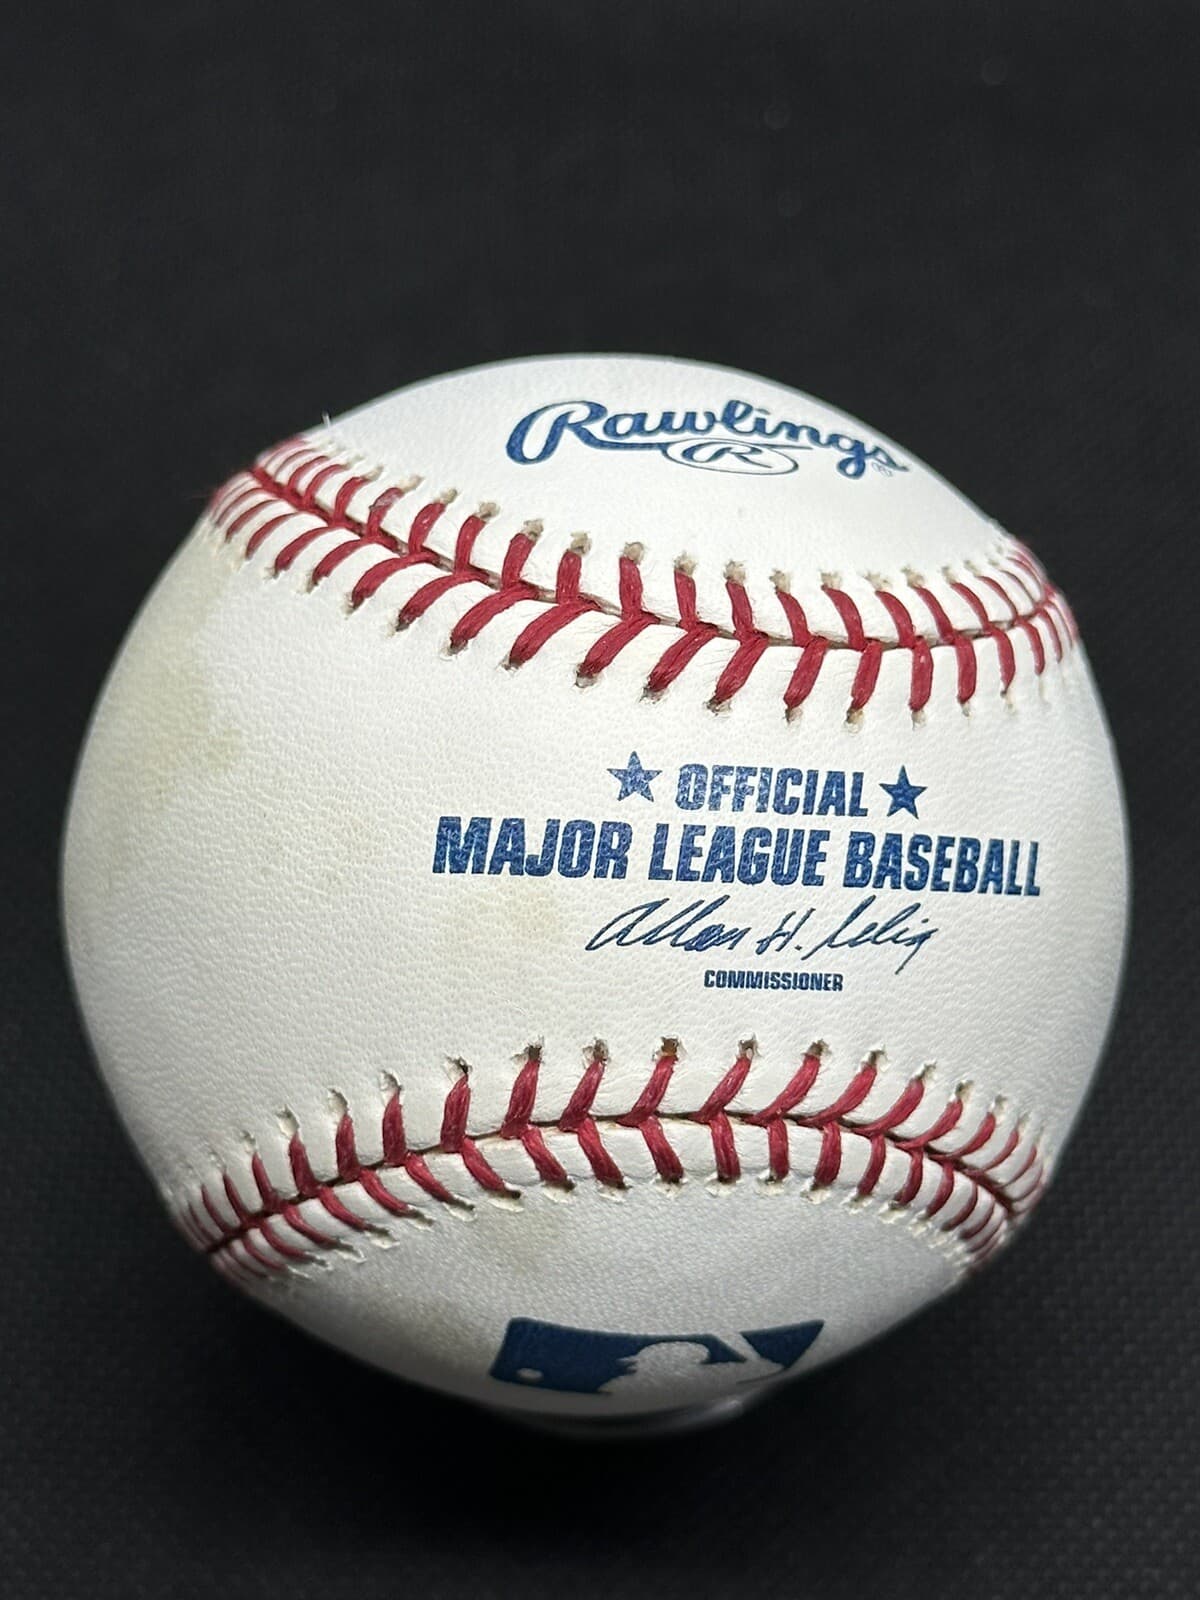 Rawlings
R
®
★ OFFICIAL ★
MAJOR LEAGUE BASEBALL
Allan H. Selig
COMMISSIONER